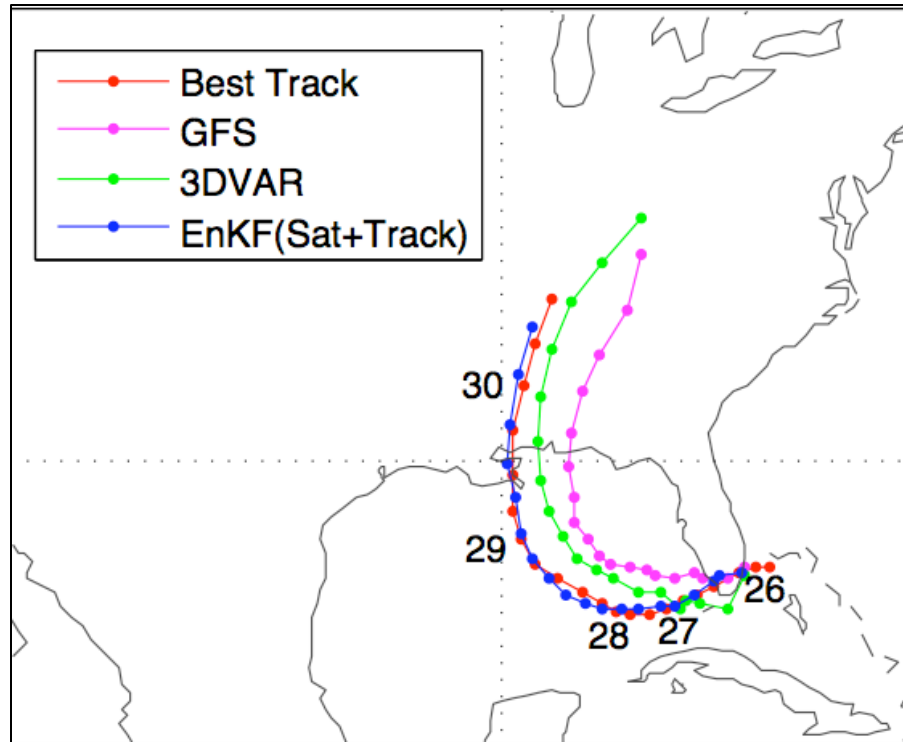 Best Track
GFS
3DVAR
EnKF(Sat+Track)
30
29
28
27
26